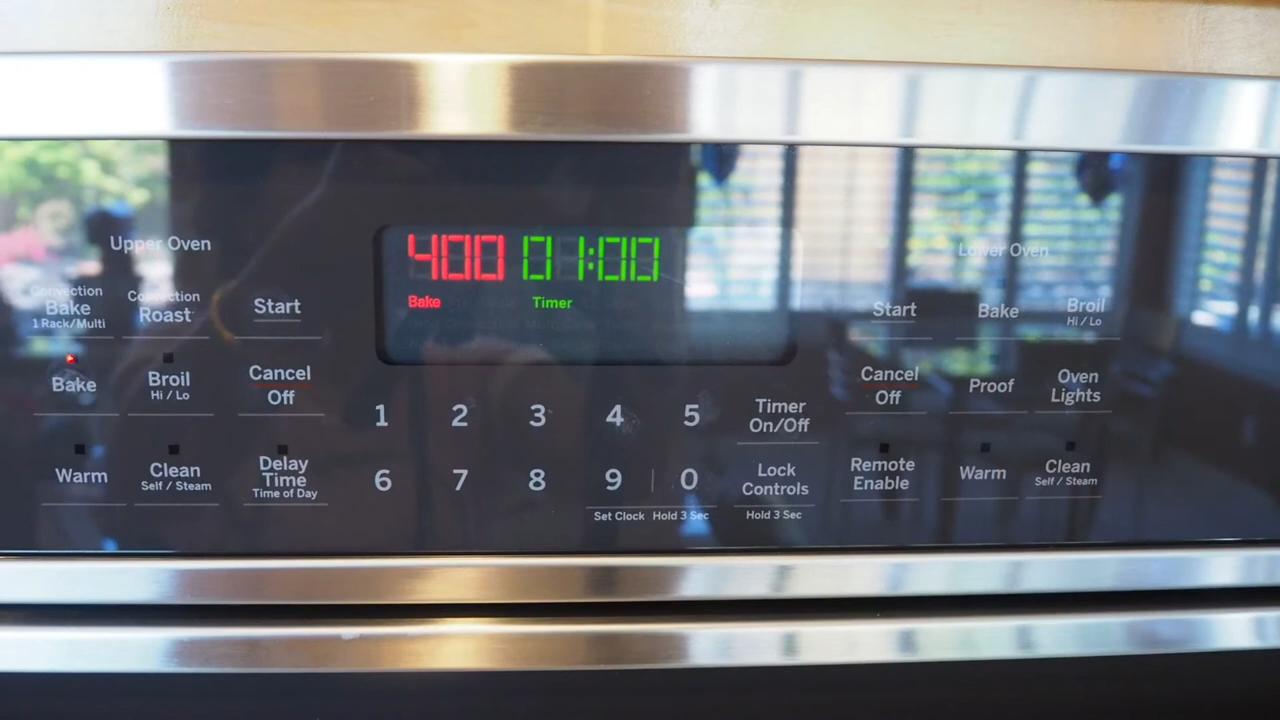 400 01:00
Bake Timer
Upper Oven
Convection
Bake
1 Rack/Multi
Convection
Roast
Start
Bake
Broil
Hi / Lo
Cancel
Off
Warm
Clean
Self / Steam
Delay
Time
Time of Day
1 2 3 4 5
6 7 8 9 0
Set Clock Hold 3 Sec
Timer
On/Off
Lock
Controls
Hold 3 Sec
Lower Oven
Start
Bake
Broil
Hi / Lo
Cancel
Off
Proof
Oven
Lights
Remote
Enable
Warm
Clean
Self / Steam